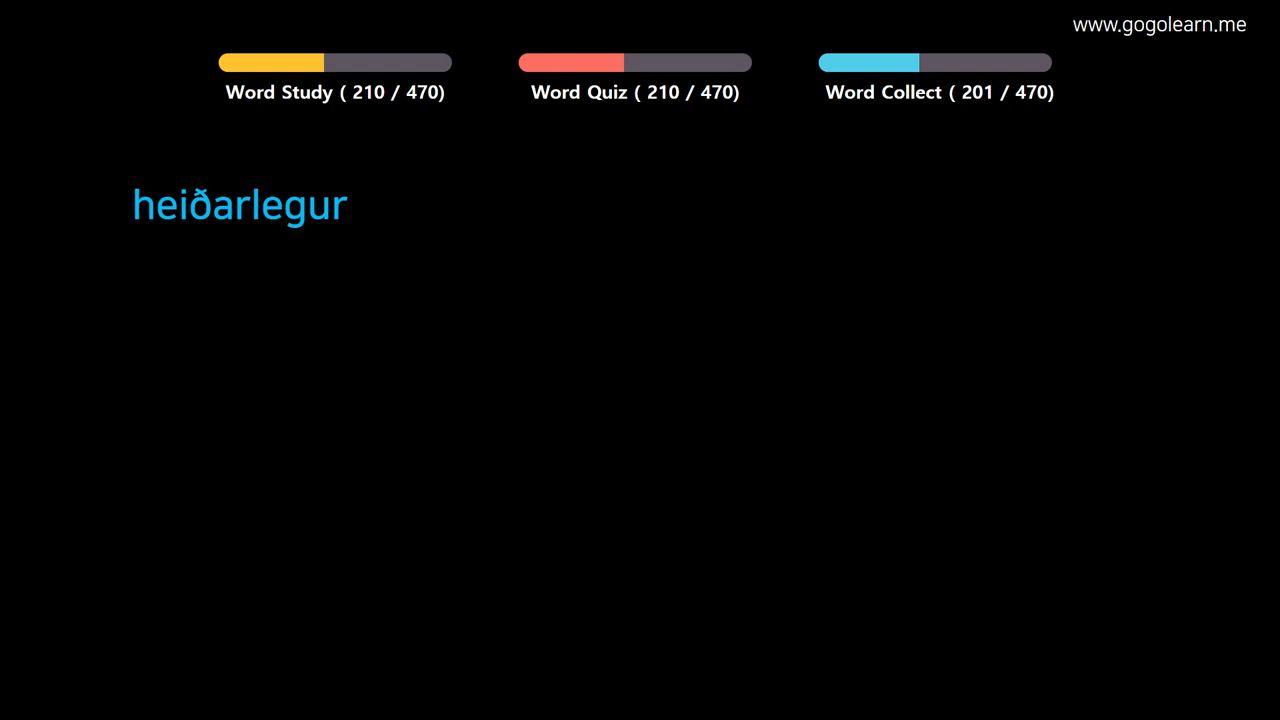 www.gogolearn.me
Word Study ( 210 / 470)
Word Quiz ( 210 / 470)
Word Collect ( 201 / 470)
heiðarlegur